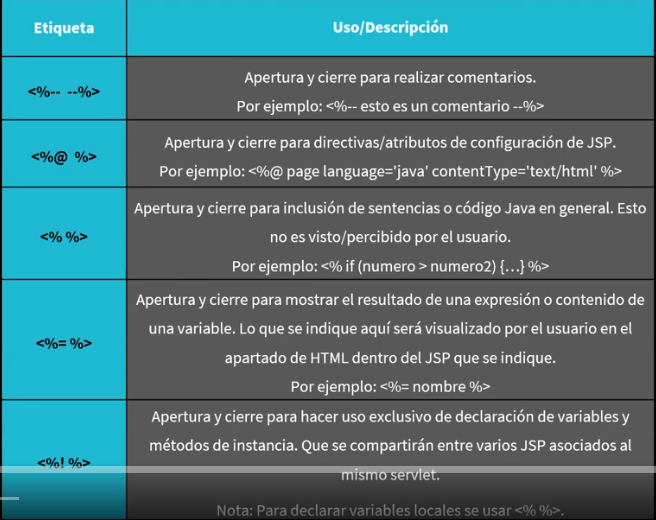 Etiqueta
Uso/Descripción
<%-- --%>
Apertura y cierre para realizar comentarios.
Por ejemplo: <%-- esto es un comentario --%>
<%@ %>
Apertura y cierre para directivas/atributos de configuración de JSP.
Por ejemplo: <%@ page language='java' contentType='text/html' %>
<% %>
Apertura y cierre para inclusión de sentencias o código Java en general. Esto
no es visto/percibido por el usuario.
Por ejemplo: <% if (numero > numero2) {...} %>
<%= %>
Apertura y cierre para mostrar el resultado de una expresión o contenido de
una variable. Lo que se indique aquí será visualizado por el usuario en el
apartado de HTML dentro del JSP que se indique.
Por ejemplo: <%= nombre %>
<%! %>
Apertura y cierre para hacer uso exclusivo de declaración de variables y
métodos de instancia. Que se compartirán entre varios JSP asociados al
mismo servlet.
Nota: Para declarar variables locales se usar <% %>.